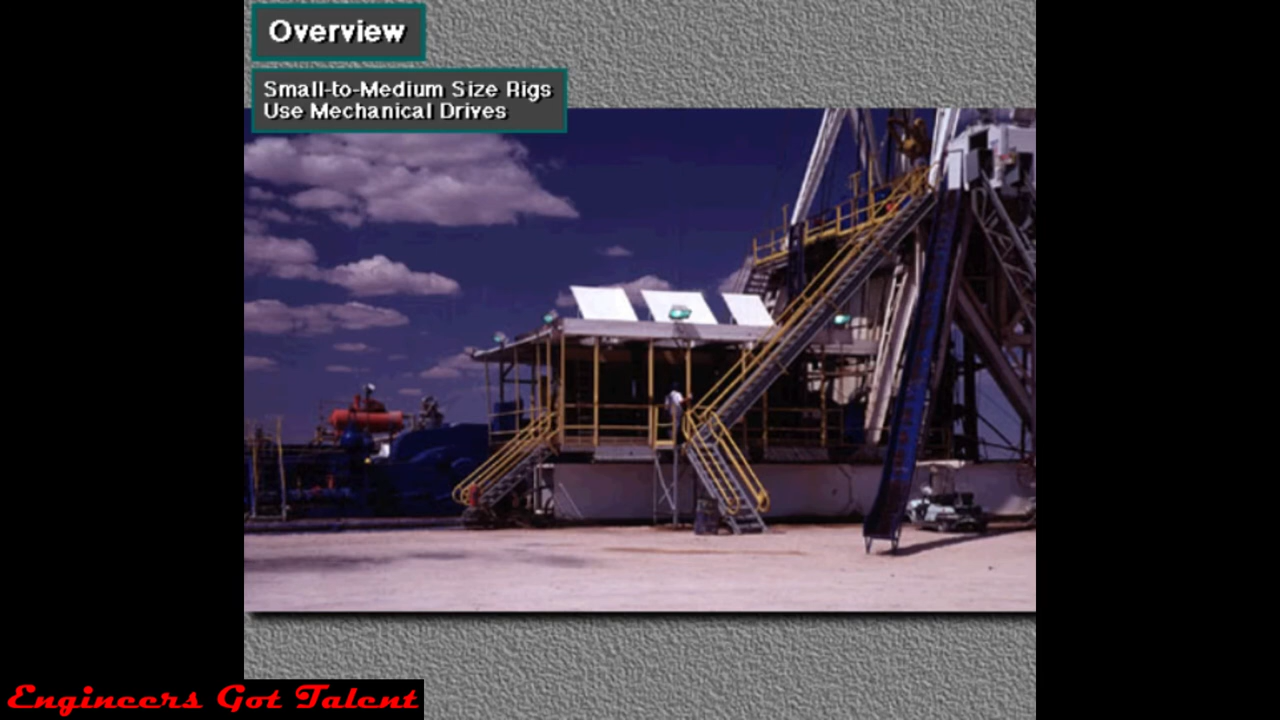 Overview
Small-to-Medium Size Rigs
Use Mechanical Drives
Engineers Got Talent